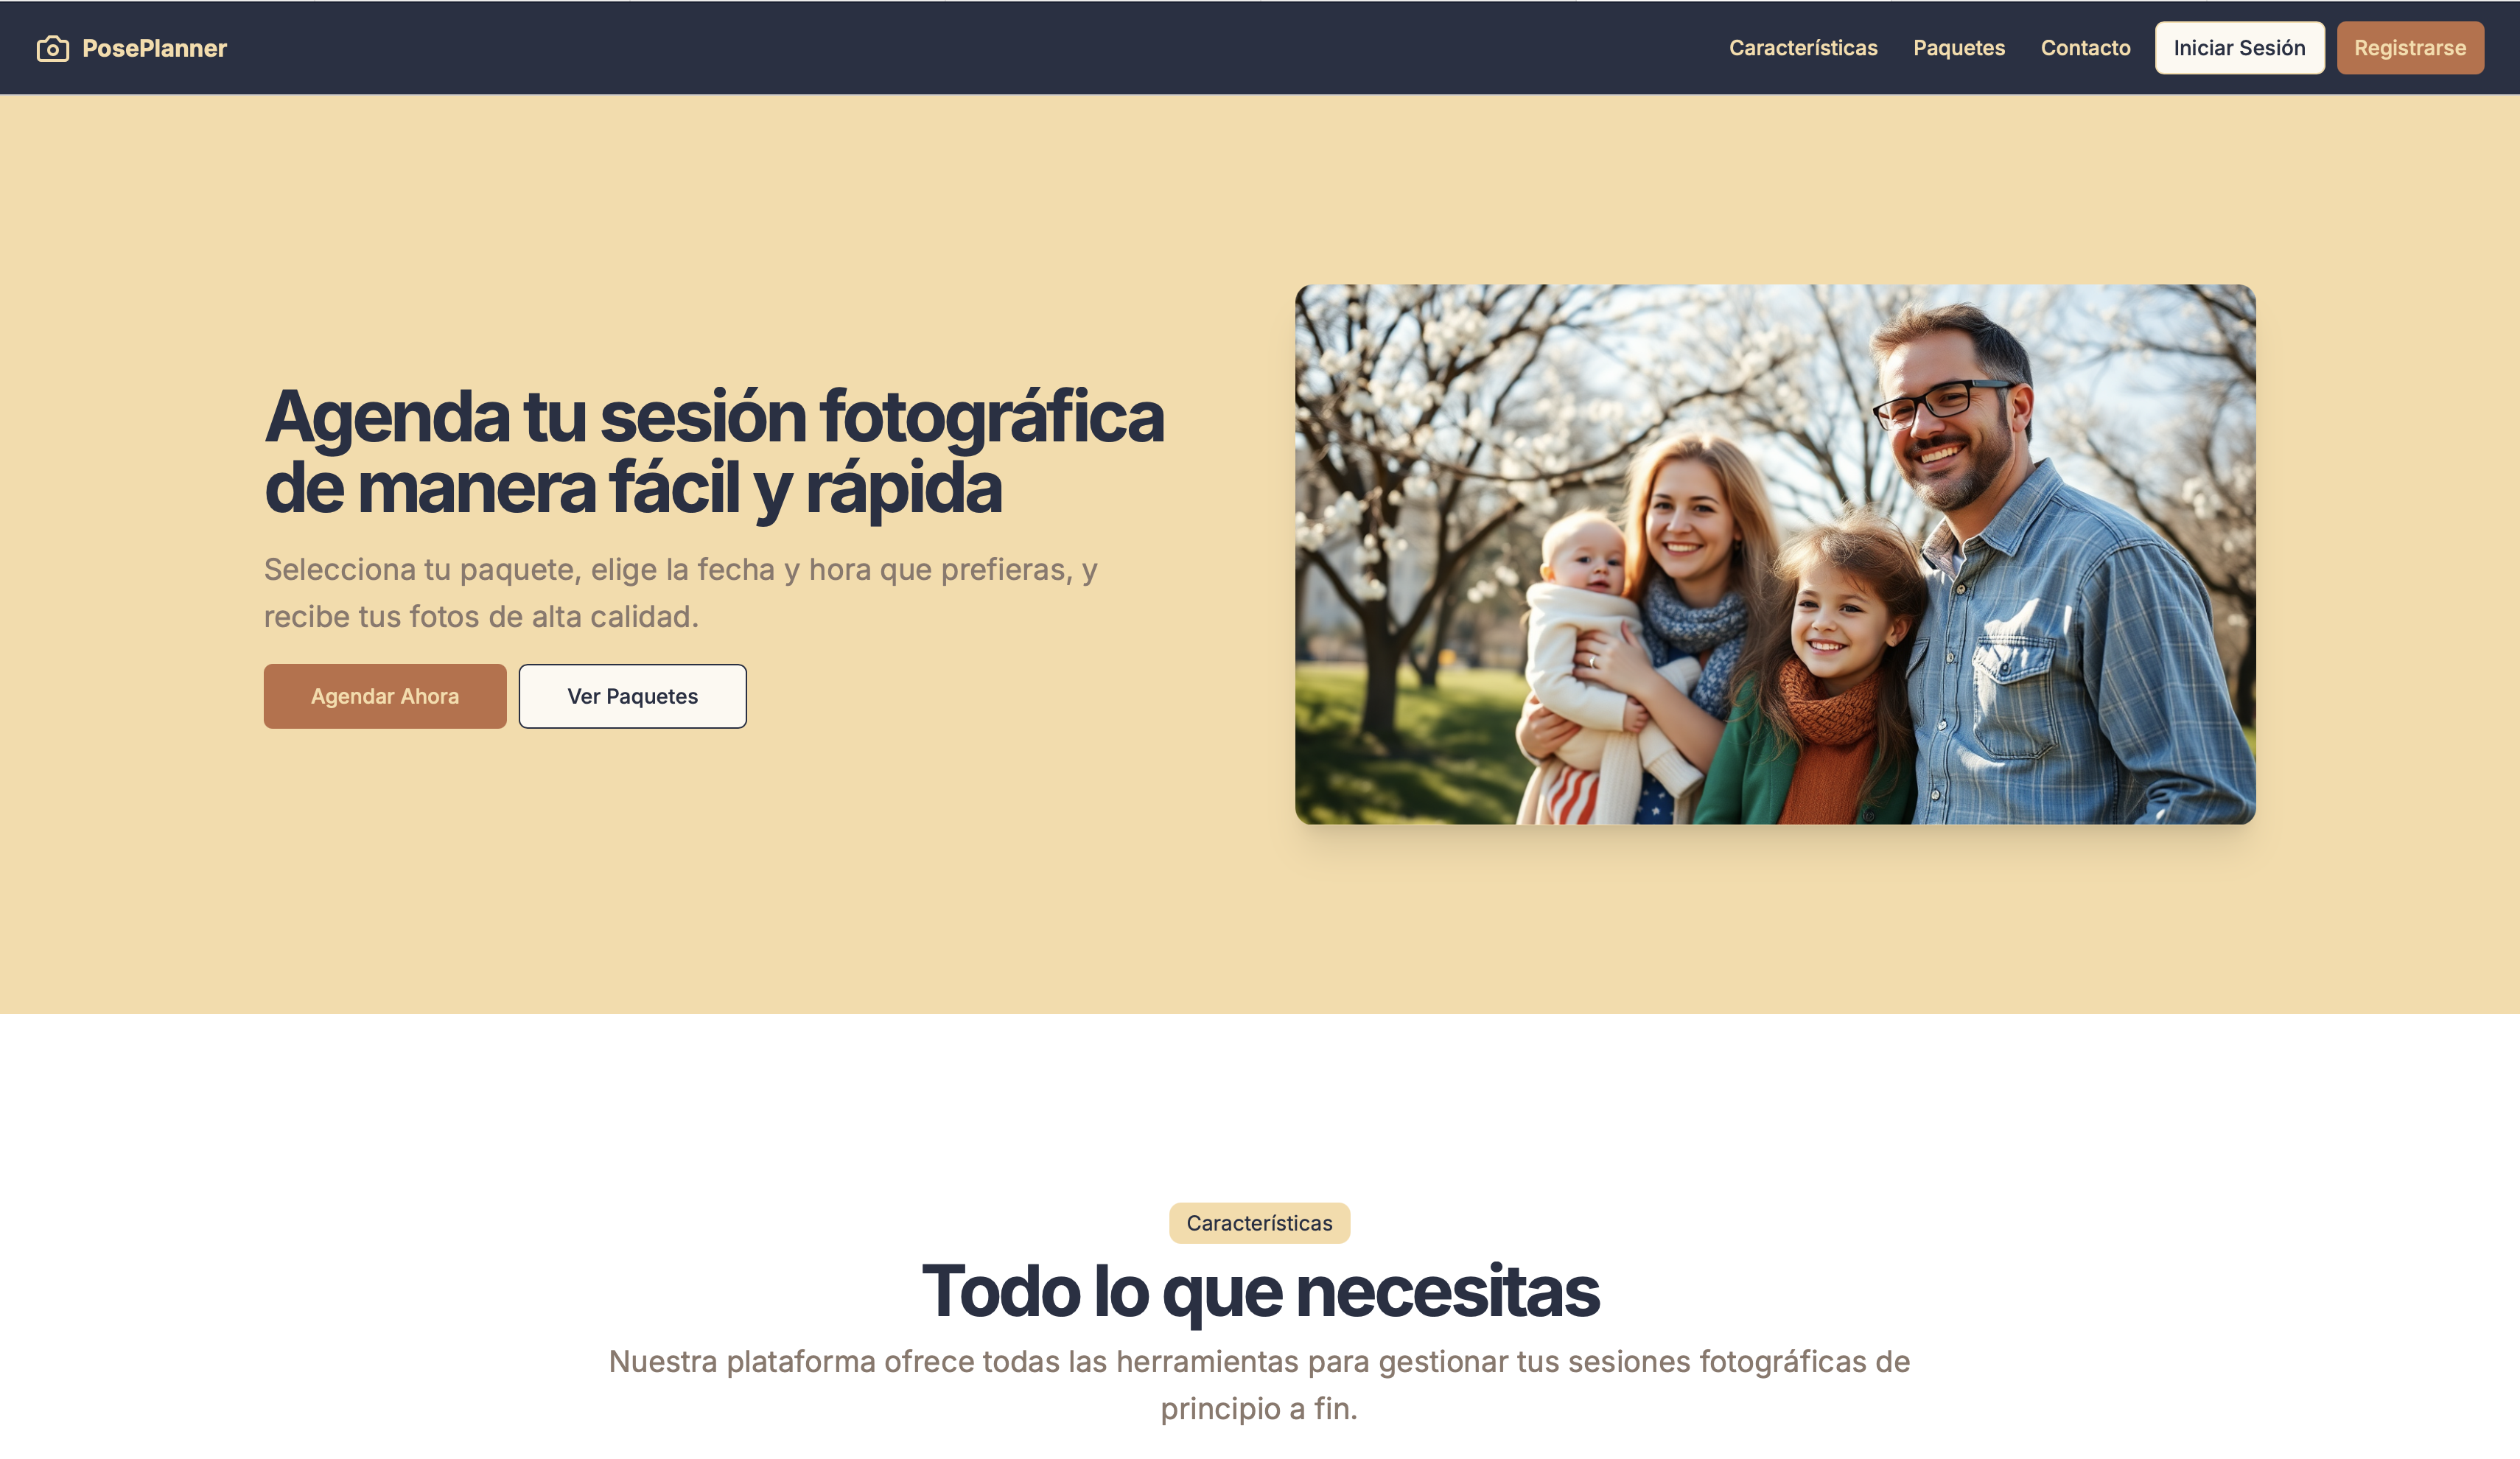 PosePlanner
Características
Paquetes
Contacto
Iniciar Sesión
Registrarse
Agenda tu sesión fotográfica
de manera fácil y rápida
Selecciona tu paquete, elige la fecha y hora que prefieras, y
recibe tus fotos de alta calidad.
Agendar Ahora
Ver Paquetes
Características
Todo lo que necesitas
Nuestra plataforma ofrece todas las herramientas para gestionar tus sesiones fotográficas de
principio a fin.